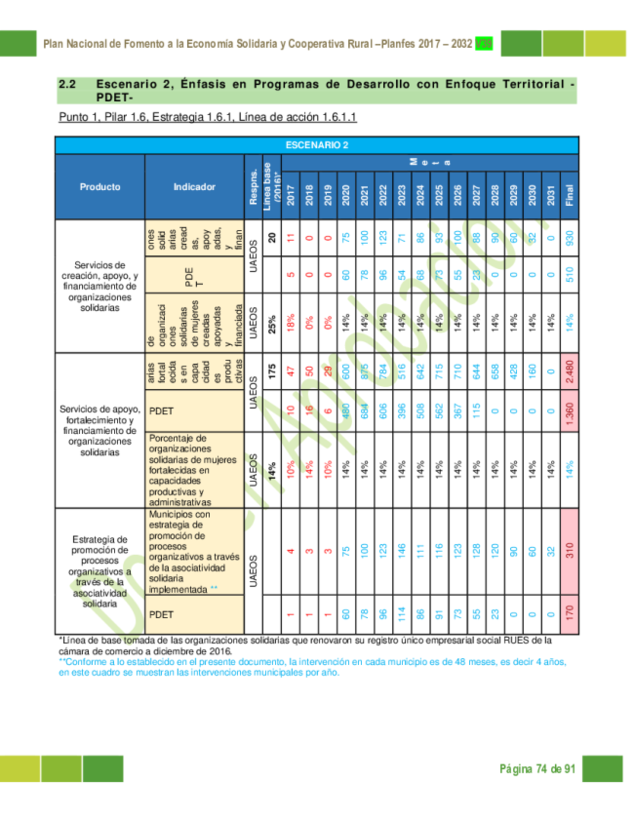 Plan Nacional de Fomento a la Economía Solidaria y Cooperativa Rural –Planfes 2017 – 2032 V39
2.2 Escenario 2, Énfasis en Programas de Desarrollo con Enfoque Territorial -
PDET-
Punto 1, Pilar 1.6, Estrategia 1.6.1, Línea de acción 1.6.1.1
ESCENARIO 2
Producto Indicador Respns. Línea base (2016)* Meta
2017 2018 2019 2020 2021 2022 2023 2024 2025 2026 2027 2028 2029 2030 2031 Final
Servicios de
creación, apoyo, y
financiamiento de
organizaciones
solidarias
ones
solid
arias
cread
as,
apoy
adas,
y
finan
UAEOS 20 11 0 0 75 100 123 71 86 93 100 88 90 60 32 0 930
PDE
T
5 0 0 60 78 96 54 68 73 55 23 0 0 0 0 510
de
organizaci
ones
solidarias
de mujeres
creadas
apoyadas
y
financiada
UAEOS 25% 18% 0% 0% 14% 14% 14% 14% 14% 14% 14% 14% 14% 14% 14% 14% 14%
Servicios de apoyo,
fortalecimiento y
financiamiento de
organizaciones
solidarias
arias
fortal
ecida
s en
capa
cidad
es
produ
ctivas
UAEOS 175 47 50 29 600 875 784 516 642 715 710 644 658 428 160 0 2.480
PDET 10 16 6 480 684 606 396 508 562 367 115 0 0 0 0 1.360
Porcentaje de
organizaciones
solidarias de mujeres
fortalecidas en
capacidades
productivas y
administrativas
UAEOS 14% 10% 14% 10% 14% 14% 14% 14% 14% 14% 14% 14% 14% 14% 14% 14% 14%
Estrategia de
promoción de
procesos
organizativos a
través de la
asociatividad
solidaria
Municipios con
estrategia de
promoción de
procesos
organizativos a través
de la asociatividad
solidaria
implementada **
UAEOS 4 3 3 75 100 123 146 111 116 123 128 120 90 60 32 310
PDET 1 1 1 60 78 96 114 86 91 73 55 23 0 0 0 170
*Línea de base tomada de las organizaciones solidarias que renovaron su registro único empresarial social RUES de la
cámara de comercio a diciembre de 2016.
**Conforme a lo establecido en el presente documento, la intervención en cada municipio es de 48 meses, es decir 4 años,
en este cuadro se muestran las intervenciones municipales por año.
Aprobación
Página 74 de 91